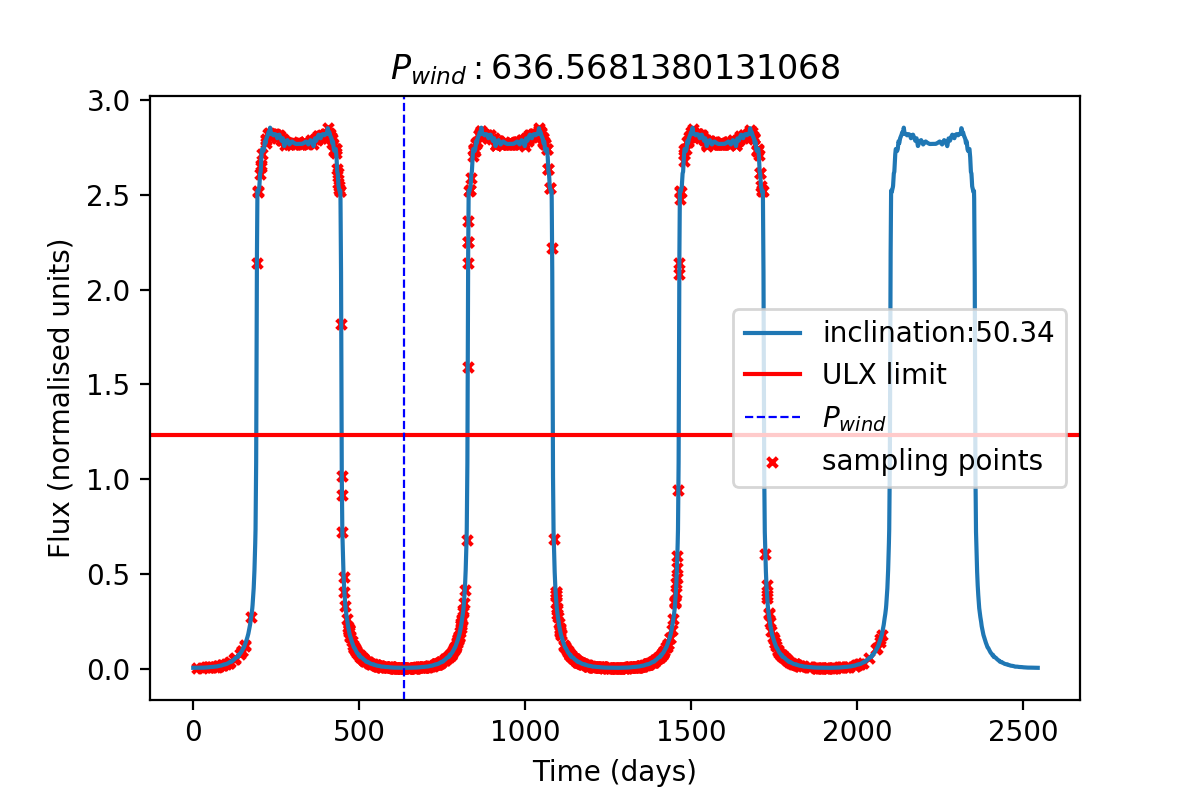 P_wind : 636.5681380131068
3.0
2.5
2.0
1.5
1.0
0.5
0.0
Flux (normalised units)
inclination:50.34
ULX limit
P_wind
sampling points
0 500 1000 1500 2000 2500
Time (days)